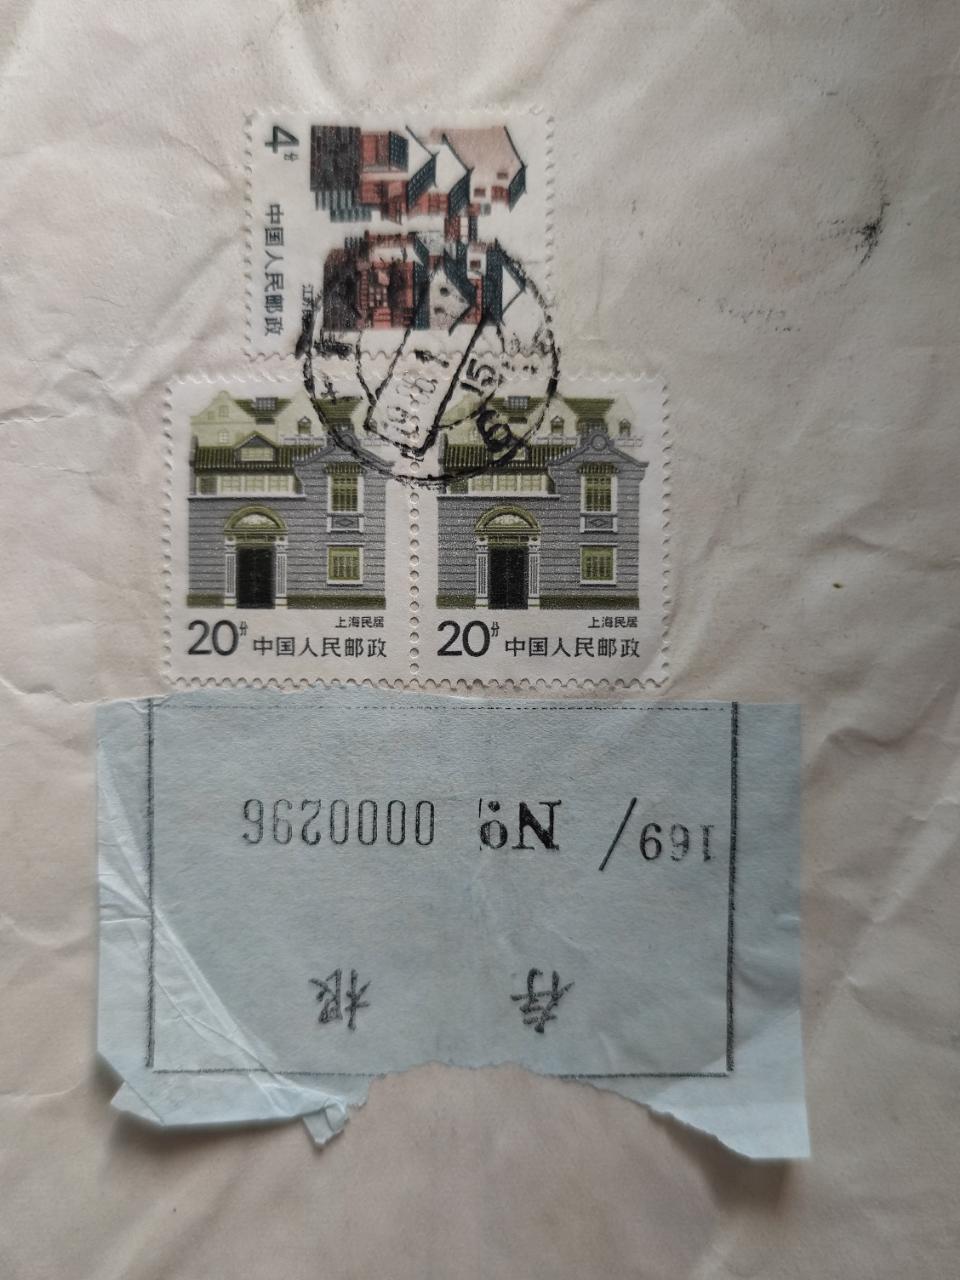 4分
中国人民邮政
20分 中国人民邮政
上海民居
20分 中国人民邮政
上海民居
存 根
169/ № 0000296